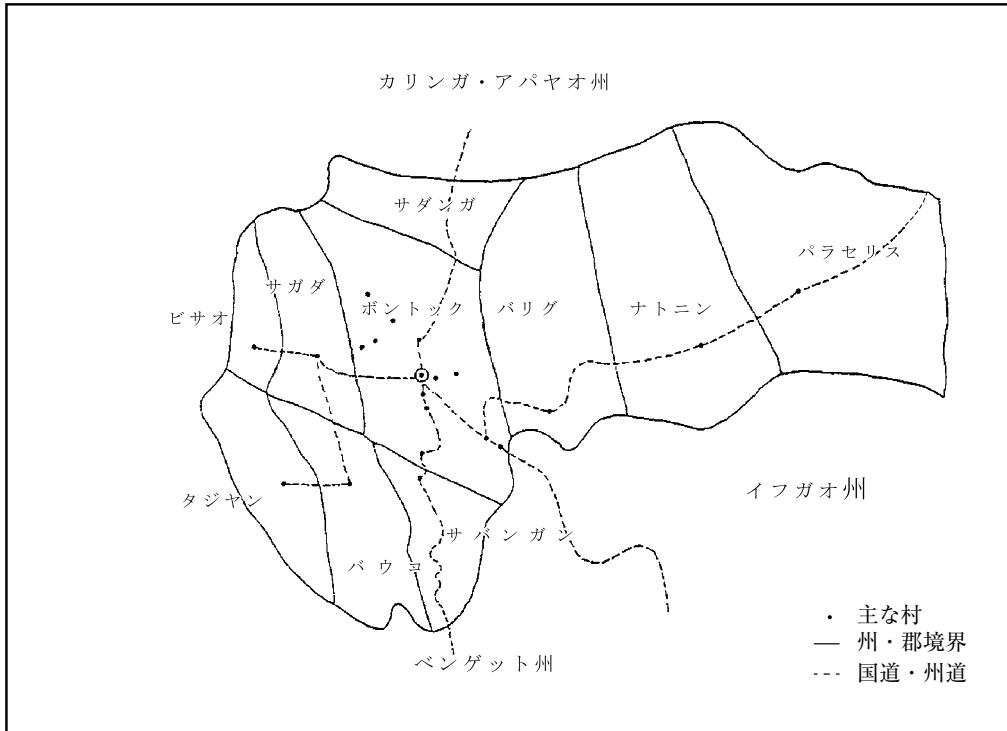 カリンガ・アパヤオ州
サダンガ
パラセリス
サガダ
ボントック
バリグ
ナトニン
ビサオ
タジヤン
イフガオ州
サバンガン
バウコ
ベンゲット州
主な村
州・郡境界
国道・州道